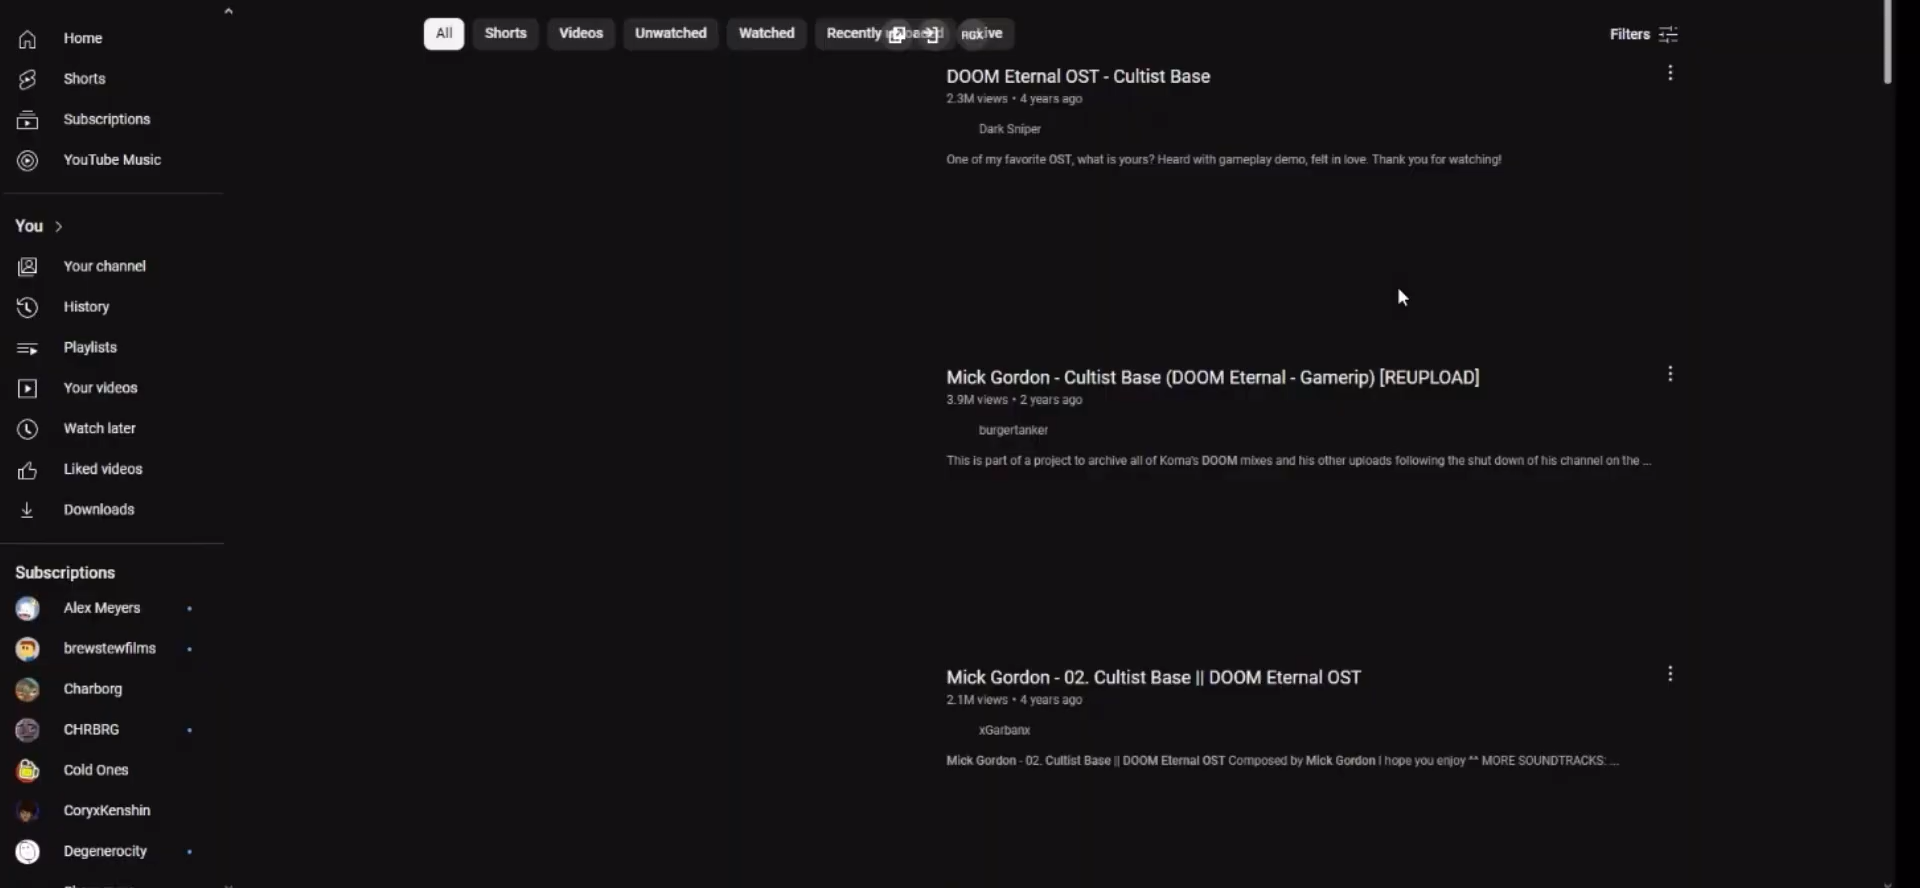 Home
Shorts
Subscriptions
YouTube Music
You
Your channel
History
Playlists
Your videos
Watch later
Liked videos
Downloads
Subscriptions
Alex Meyers
brewstewfilms
Charborg
CHRBRG
Cold Ones
CoryxKenshin
Degenerocity
All
Shorts
Videos
Unwatched
Watched
Recently
Filters
DOOM Eternal OST - Cultist Base
2.3M views • 4 years ago
Dark Sniper
One of my favorite OST, what is yours? Heard with gameplay demo, felt in love. Thank you for watching!
Mick Gordon - Cultist Base (DOOM Eternal - Gamerip) [REUPLOAD]
3.9M views • 2 years ago
burgertanker
This is part of a project to archive all of Koma's DOOM mixes and his other uploads following the shut down of his channel on the ...
Mick Gordon - 02. Cultist Base || DOOM Eternal OST
2.1M views • 4 years ago
xGarbanx
Mick Gordon - 02. Cultist Base || DOOM Eternal OST Composed by Mick Gordon I hope you enjoy ^^ MORE SOUNDTRACKS: ...